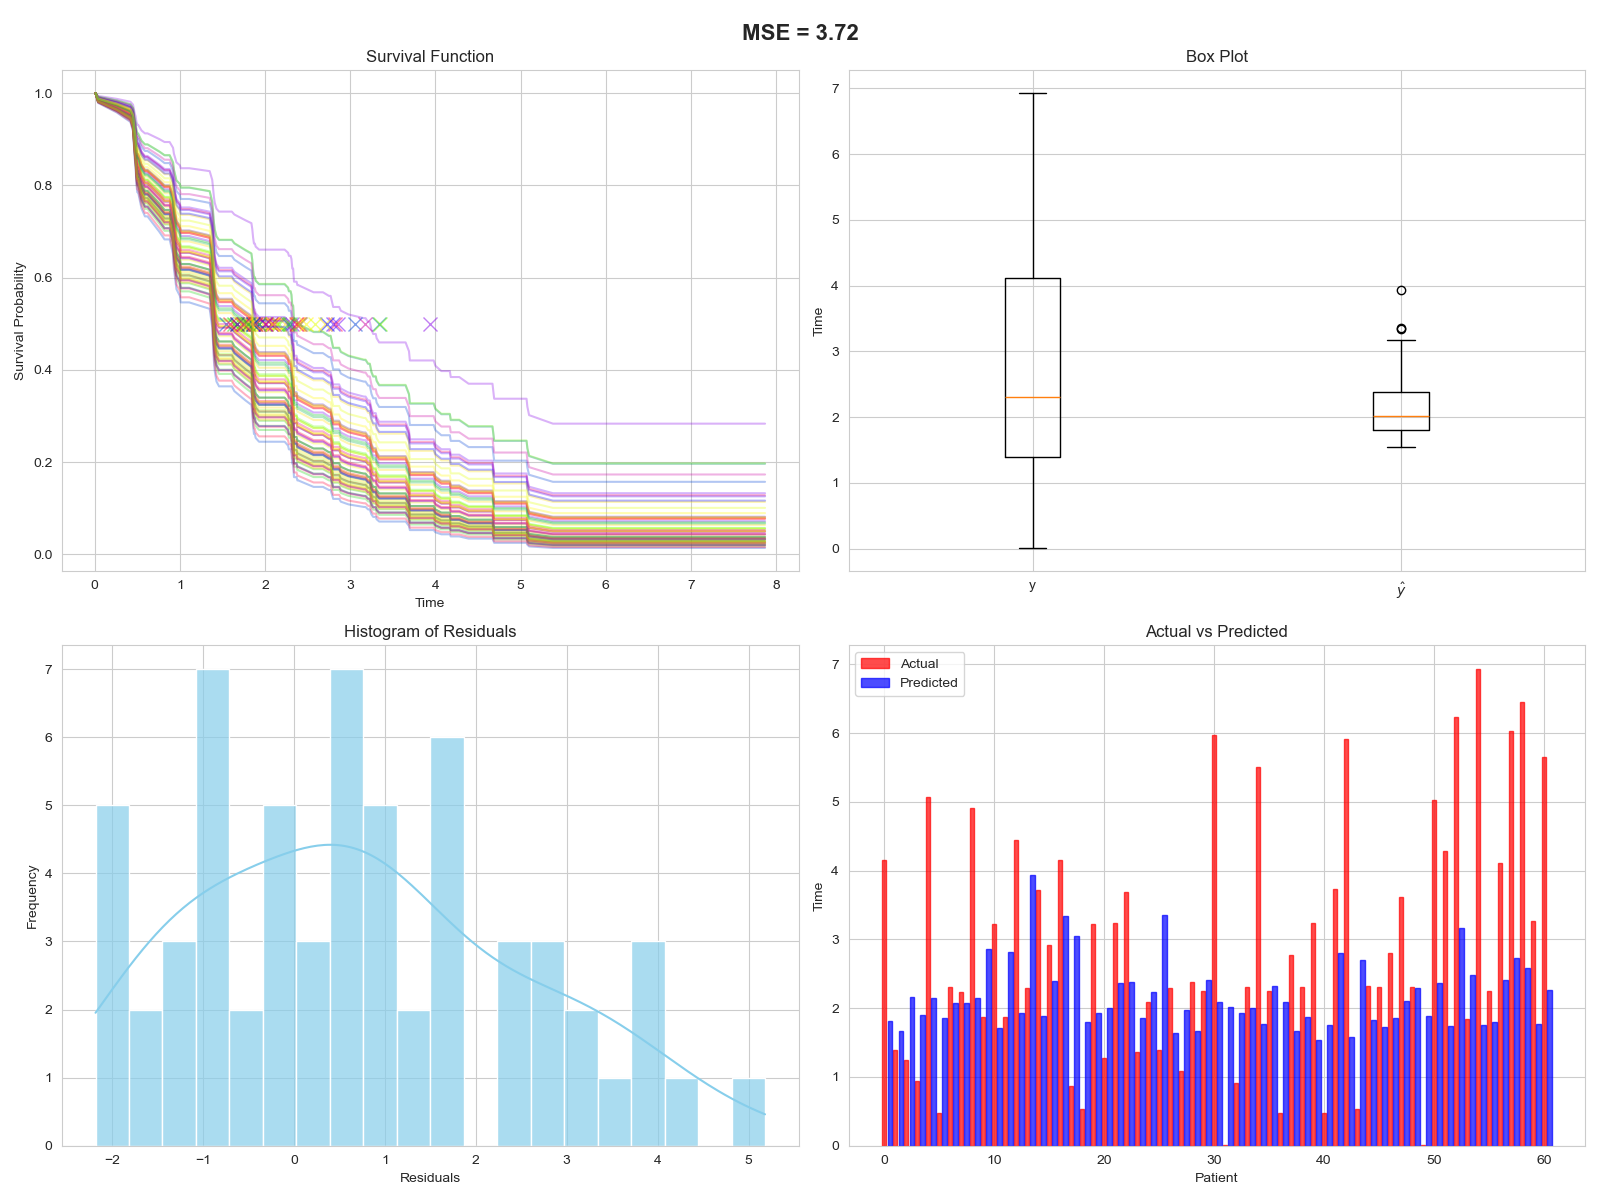 MSE = 3.72
Survival Function
Survival Probability
1.0
0.8
0.6
0.4
0.2
0.0
0 1 2 3 4 5 6 7 8
Time
Box Plot
Time
7
6
5
4
3
2
1
0
y ŷ
Histogram of Residuals
Frequency
7
6
5
4
3
2
1
0
−2 −1 0 1 2 3 4 5
Residuals
Actual vs Predicted
Actual
Predicted
Time
7
6
5
4
3
2
1
0
0 10 20 30 40 50 60
Patient